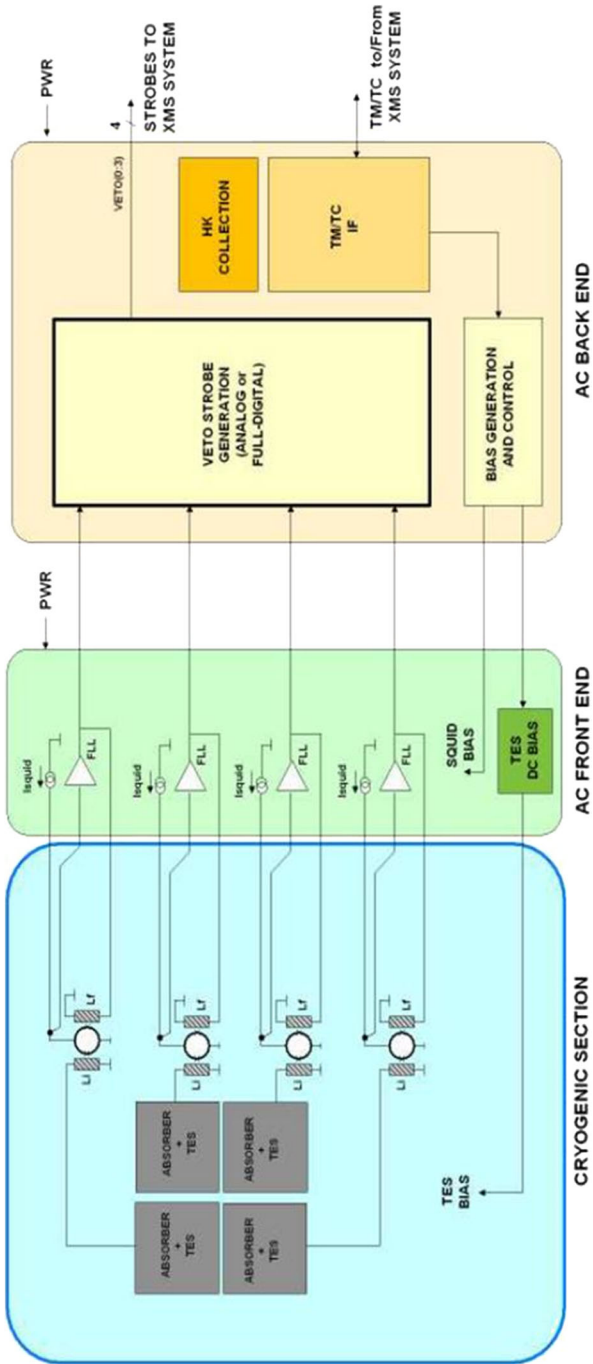 CRYOGENIC SECTION
ABSORBER
+
TES
ABSORBER
+
TES
ABSORBER
+
TES
ABSORBER
+
TES
Li
Lf
Li
Lf
Li
Lf
Li
Lf
TES
BIAS
AC FRONT END
PWR
Isquid
FLL
Isquid
FLL
Isquid
FLL
Isquid
FLL
SQUID
BIAS
TES
DC BIAS
AC BACK END
PWR
VETO STROBE
GENERATION
(ANALOG or
FULL-DIGITAL)
VETO(0:3)
4
STROBES TO
XMS SYSTEM
HK
COLLECTION
TM/TC
IF
TM/TC to/From
XMS SYSTEM
BIAS GENERATION
AND CONTROL